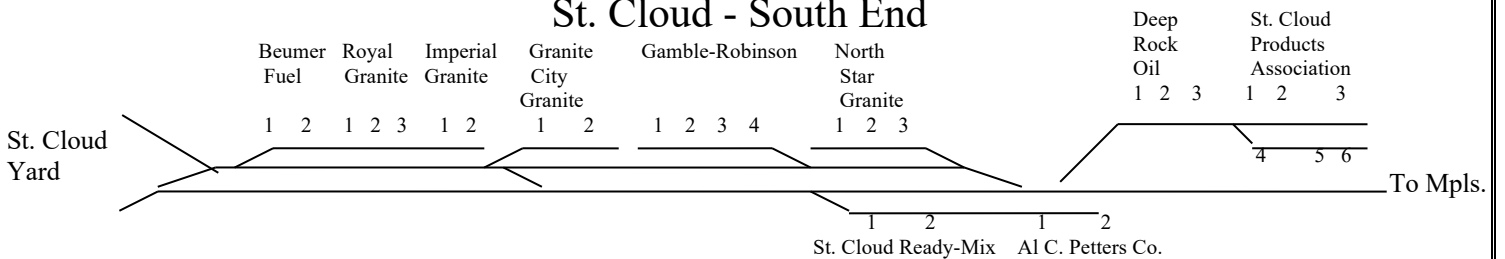 St. Cloud - South End
Beumer Fuel
1 2
Royal Granite
1 2 3
Imperial Granite
1 2
Granite City Granite
1 2
Gamble-Robinson
1 2 3 4
North Star Granite
1 2 3
Deep Rock Oil
1 2 3
St. Cloud Products Association
1 2 3
4 5 6
St. Cloud Yard
To Mpls.
1 2
St. Cloud Ready-Mix
1 2
Al C. Petters Co.